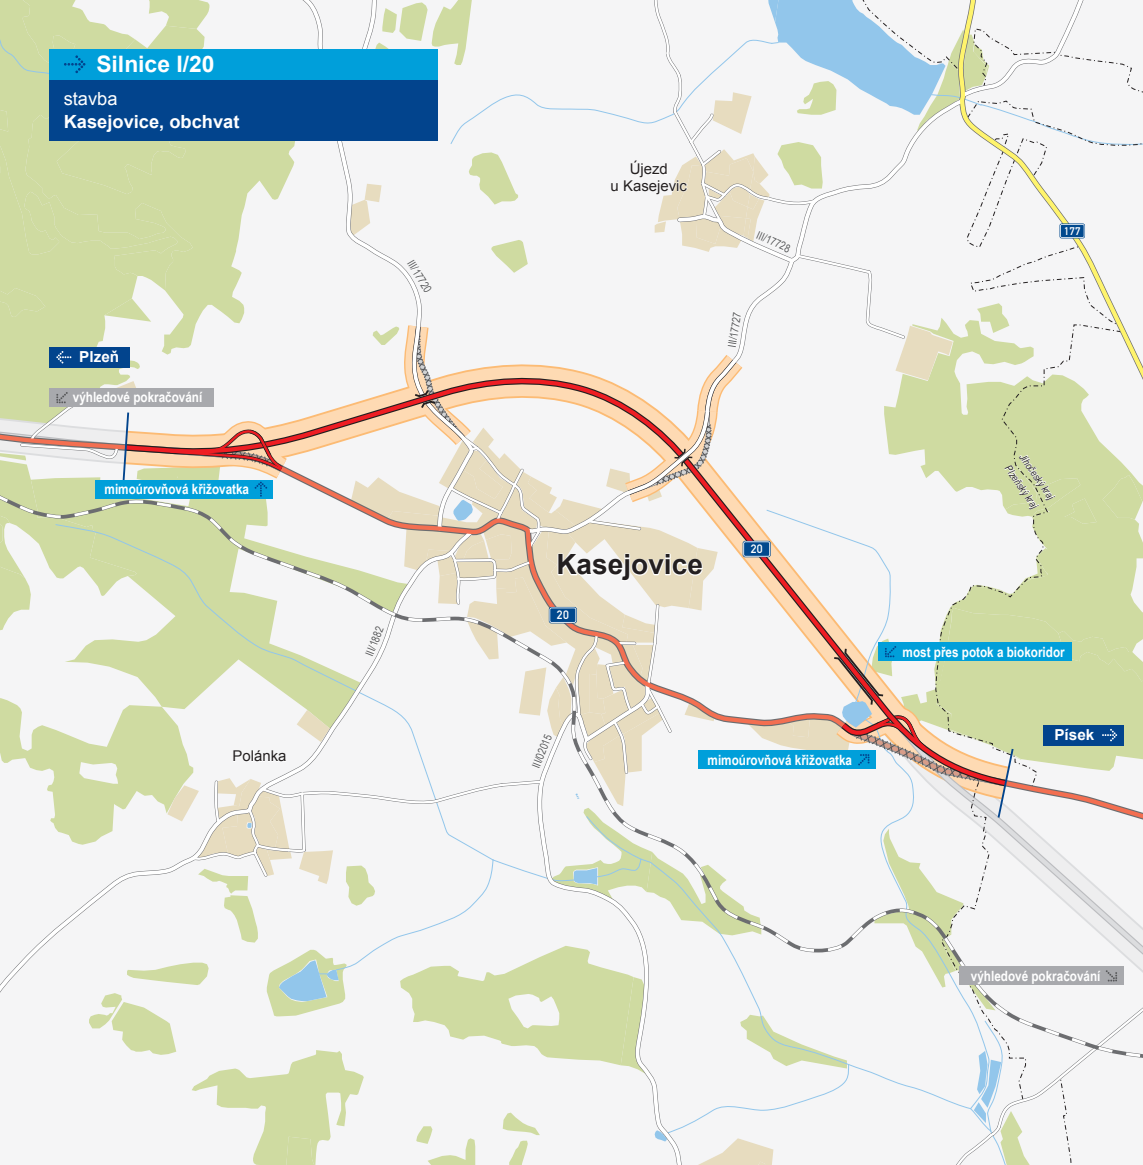 Silnice I/20
stavba
Kasejovice, obchvat
Újezd
u Kasejevic
III/17728
177
III/17720
III/17727
Plzeň
výhledové pokračování
mimoúrovňová křižovatka
Jihočeský kraj
Plzeňský kraj
Kasejovice
20
20
III/1882
most přes potok a biokoridor
Písek
mimoúrovňová křižovatka
Polánka
III/02015
výhledové pokračování